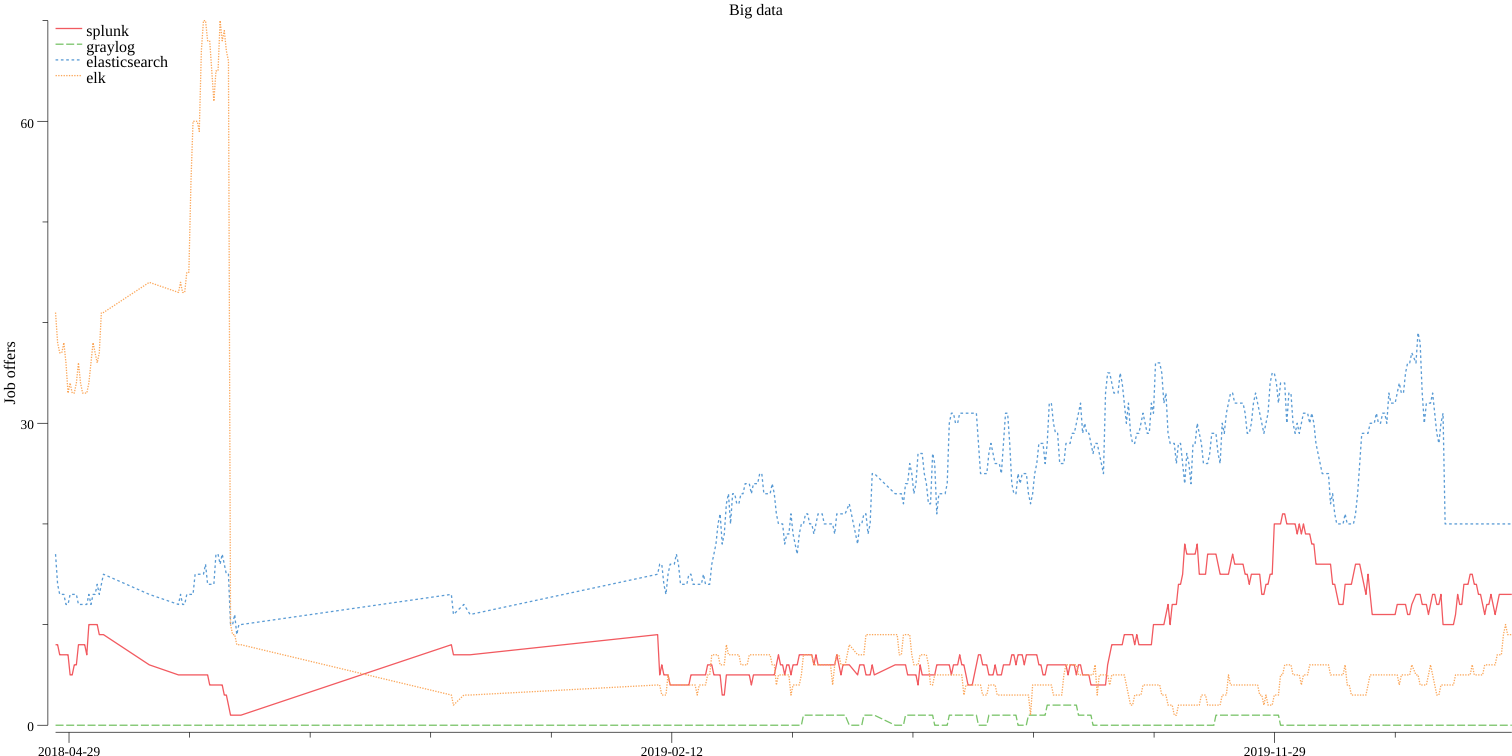 Big data
splunk
graylog
elasticsearch
elk
60
Job offers
30
0
2018-04-29 2019-02-12 2019-11-29